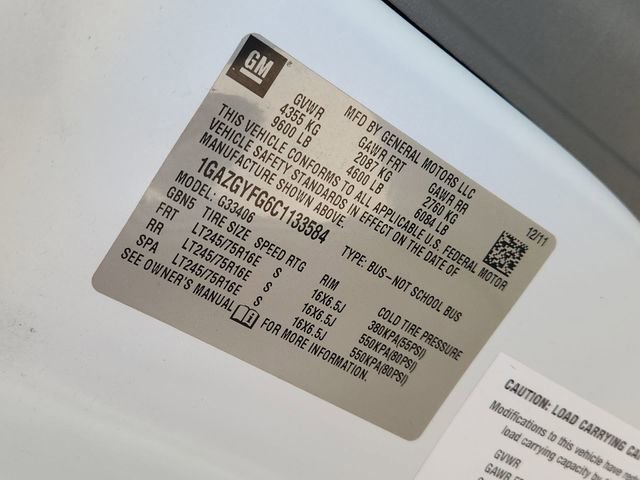 GM
MFD BY GENERAL MOTORS LLC 12/11
GVWR GAWR FRT GAWR RR
4355 KG 2087 KG 2760 KG
9600 LB 4600 LB 6084 LB
THIS VEHICLE CONFORMS TO ALL APPLICABLE U.S. FEDERAL MOTOR
VEHICLE SAFETY STANDARDS IN EFFECT ON THE DATE OF
MANUFACTURE SHOWN ABOVE.
1GAZGYFG6C1133584 TYPE: BUS–NOT SCHOOL BUS
MODEL: G33406
GBN5 TIRE SIZE SPEED RTG RIM COLD TIRE PRESSURE
FRT LT245/75R16E S 16X6.5J 380KPA(55PSI)
RR LT245/75R16E S 16X6.5J 550KPA(80PSI)
SPA LT245/75R16E S 16X6.5J 550KPA(80PSI)
SEE OWNER'S MANUAL FOR MORE INFORMATION.
CAUTION: LOAD CARRYING
Modifications to this vehicle have
load carrying capacity by
GVWR
GAWR